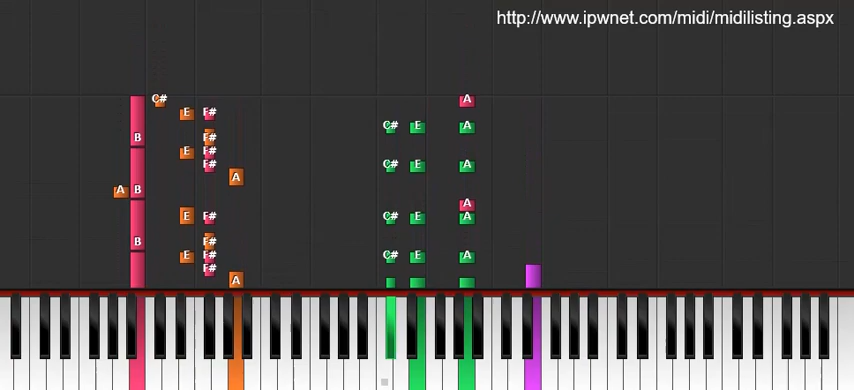 http://www.ipwnet.com/midi/midilisting.aspx
C# A
E F#
C# E A
B F#
E F#
F# C# E A
A
A B A
E F# C# E A
B F#
E F# C# E A
F#
A